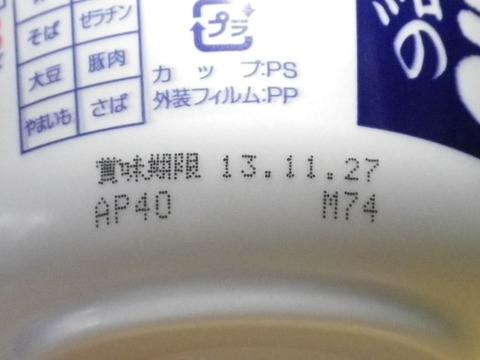 そば ゼラチン
大豆 豚肉
やまいも さば
プラ
カップ:PS
外装フィルム:PP
の
賞味期限 13.11.27
AP40 M74